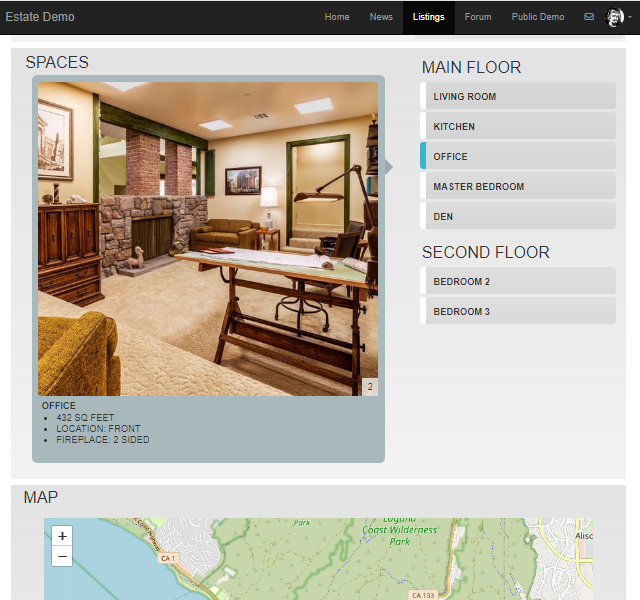 Estate Demo
Home
News
Listings
Forum
Public Demo
SPACES
2
OFFICE
432 SQ FEET
LOCATION: FRONT
FIREPLACE: 2 SIDED
MAIN FLOOR
LIVING ROOM
KITCHEN
OFFICE
MASTER BEDROOM
DEN
SECOND FLOOR
BEDROOM 2
BEDROOM 3
MAP
+
−
CA 1
Park
Laguna
Coast Wilderness
Park
CA 133
Alisc